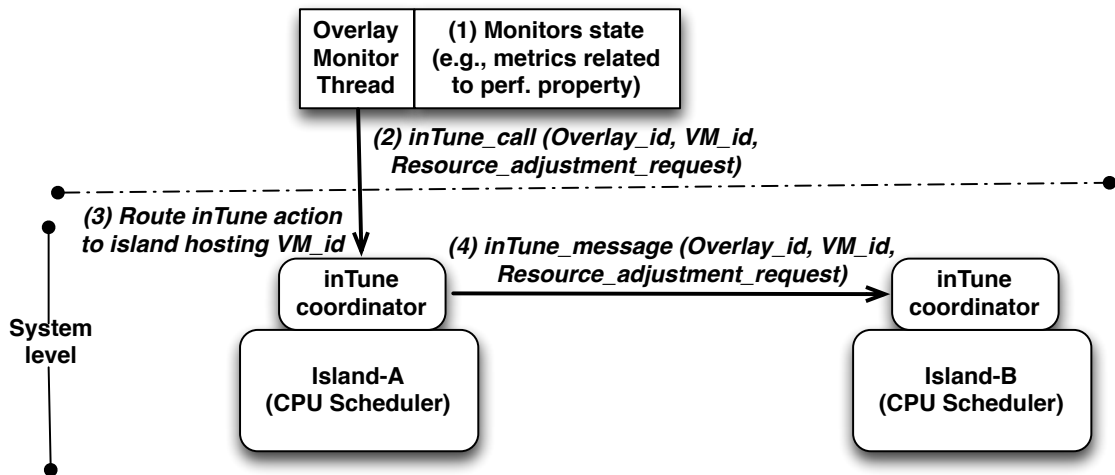 Overlay
Monitor
Thread
(1) Monitors state
(e.g., metrics related
to perf. property)
(2) inTune_call (Overlay_id, VM_id,
Resource_adjustment_request)
(3) Route inTune action
to island hosting VM_id
(4) inTune_message (Overlay_id, VM_id,
Resource_adjustment_request)
inTune
coordinator
inTune
coordinator
System
level
Island-A
(CPU Scheduler)
Island-B
(CPU Scheduler)